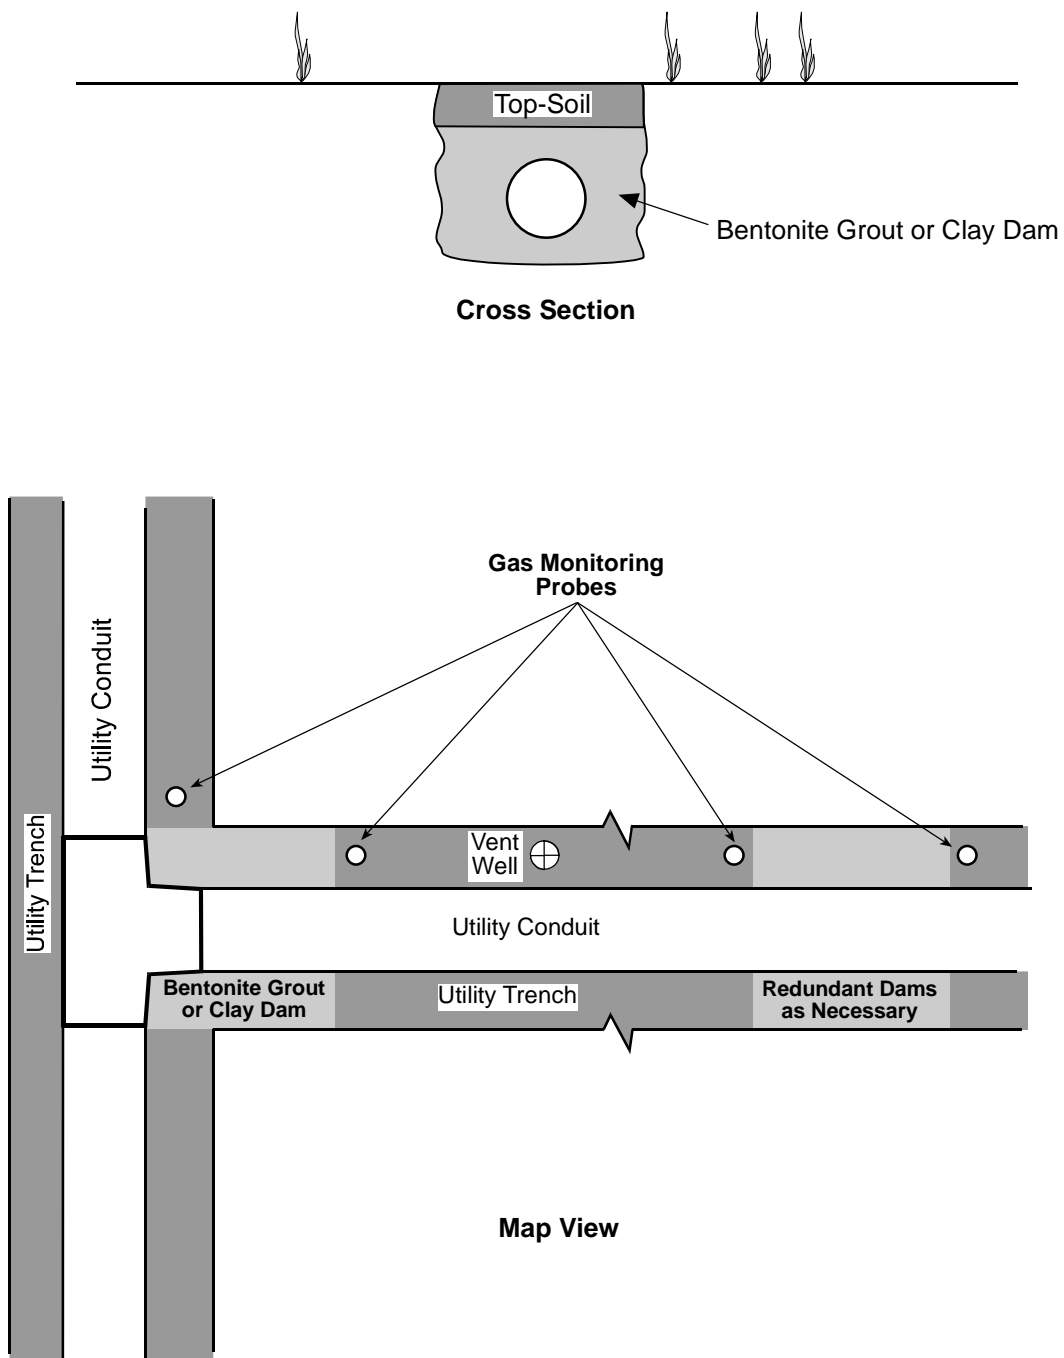 Top-Soil
Bentonite Grout or Clay Dam
Cross Section
Gas Monitoring
Probes
Utility Conduit
Utility Trench
Vent
Well
Utility Conduit
Bentonite Grout
or Clay Dam
Utility Trench
Redundant Dams
as Necessary
Map View